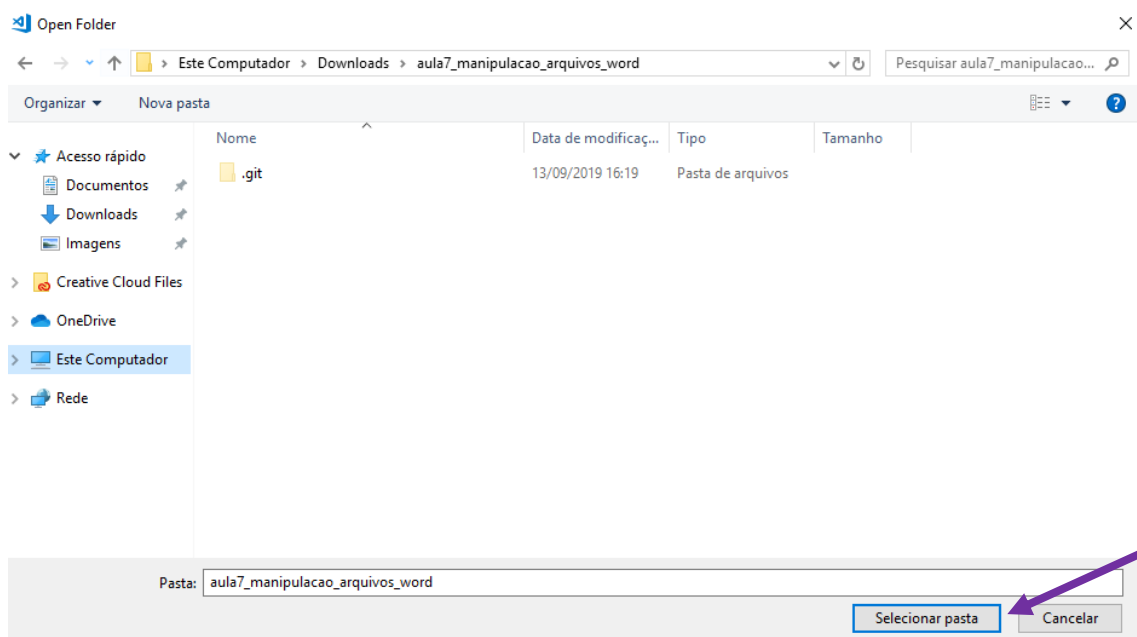 Open Folder
Este Computador > Downloads > aula7_manipulacao_arquivos_word
Pesquisar aula7_manipulacao...
Organizar Nova pasta
Nome Data de modificaç... Tipo Tamanho
.git 13/09/2019 16:19 Pasta de arquivos
Acesso rápido
Documentos
Downloads
Imagens
Creative Cloud Files
OneDrive
Este Computador
Rede
Pasta: aula7_manipulacao_arquivos_word
Selecionar pasta Cancelar